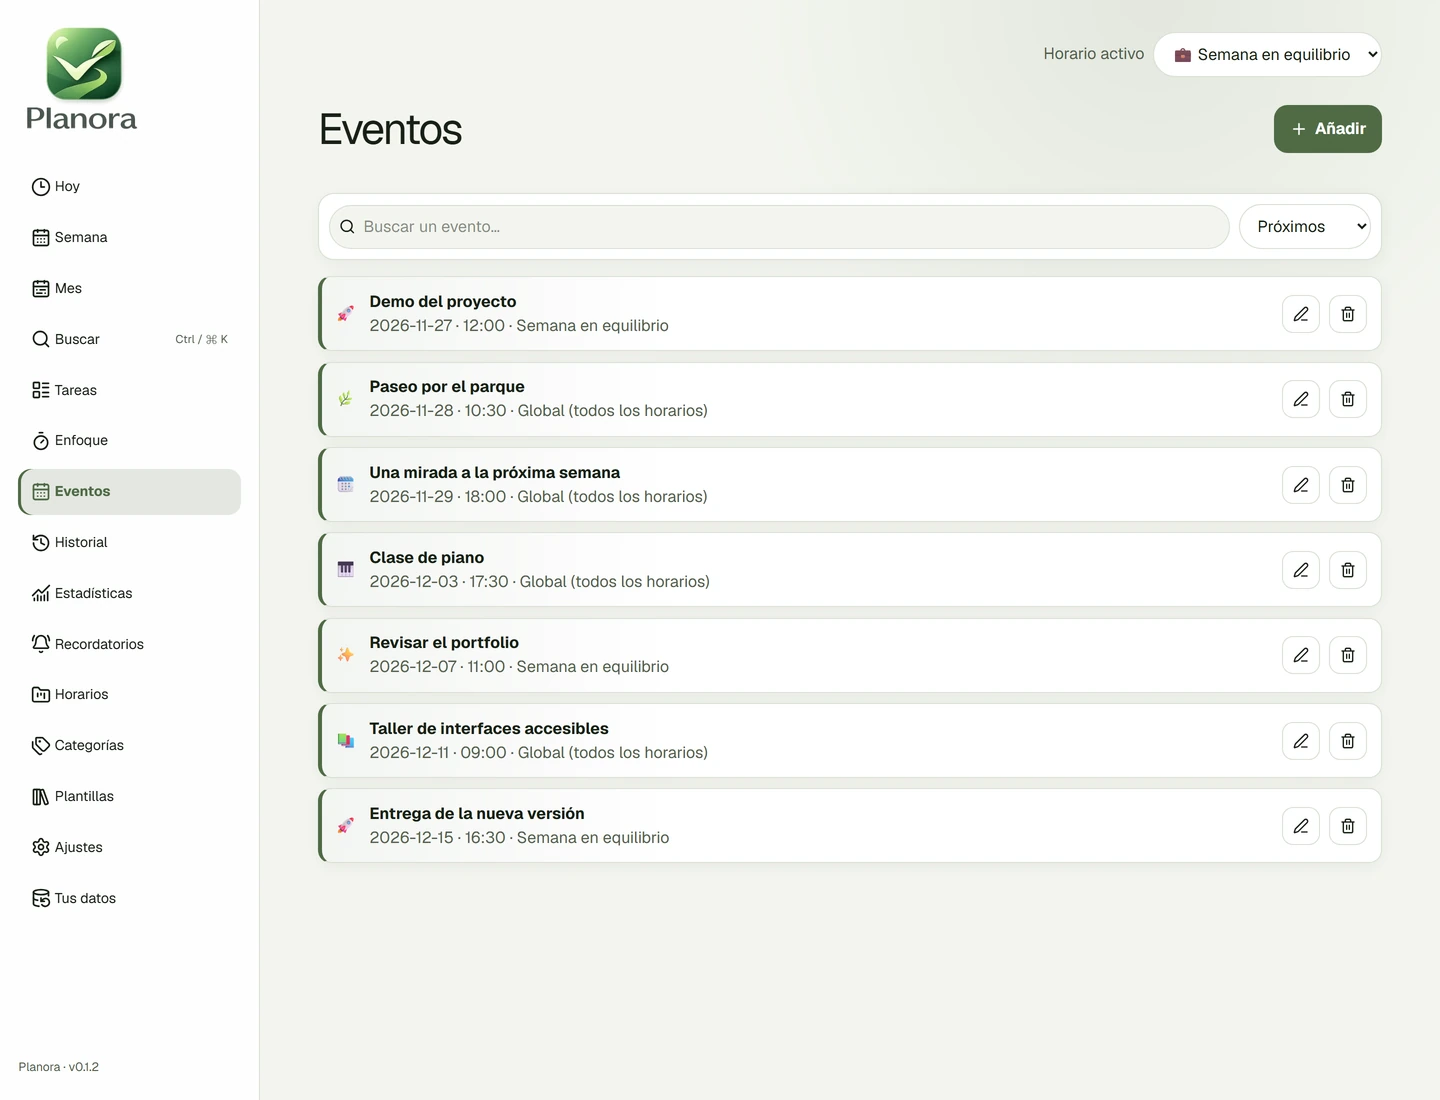 Planora
Hoy
Semana
Mes
Buscar Ctrl / ⌘ K
Tareas
Enfoque
Eventos
Historial
Estadísticas
Recordatorios
Horarios
Categorías
Plantillas
Ajustes
Tus datos
Planora · v0.1.2
Horario activo Semana en equilibrio
Eventos
+ Añadir
Buscar un evento...
Próximos
Demo del proyecto
2026-11-27 · 12:00 · Semana en equilibrio
Paseo por el parque
2026-11-28 · 10:30 · Global (todos los horarios)
Una mirada a la próxima semana
2026-11-29 · 18:00 · Global (todos los horarios)
Clase de piano
2026-12-03 · 17:30 · Global (todos los horarios)
Revisar el portfolio
2026-12-07 · 11:00 · Semana en equilibrio
Taller de interfaces accesibles
2026-12-11 · 09:00 · Global (todos los horarios)
Entrega de la nueva versión
2026-12-15 · 16:30 · Semana en equilibrio